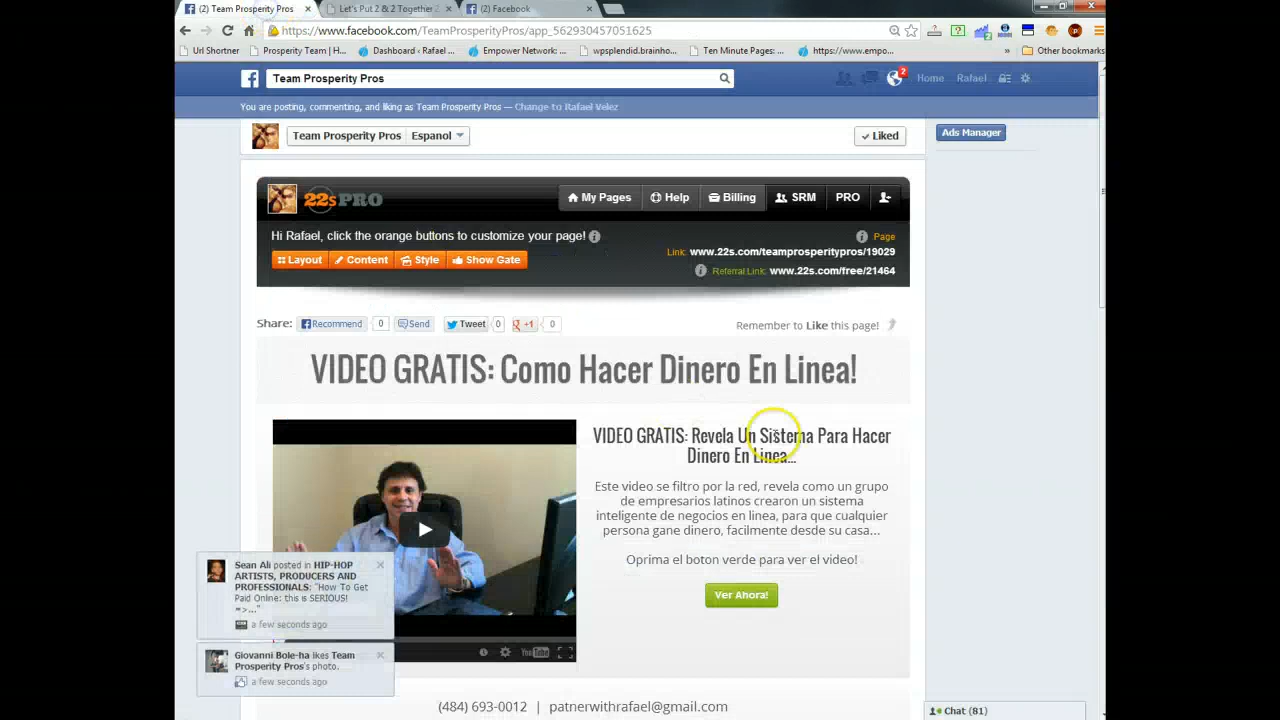 (2) Team Prosperity Pros
Let's Put 2 & 2 Together
(2) Facebook
https://www.facebook.com/TeamProsperityPros/app_562930457051625
Url Shortner
Prosperity Team | H...
Dashboard ‹ Rafael ...
Empower Network: ...
wpsplendid.brainho...
Ten Minute Pages: ...
https://www.empo...
»
Other bookmarks
Team Prosperity Pros
2
Home
Rafael
You are posting, commenting, and liking as Team Prosperity Pros — Change to Rafael Velez
Team Prosperity Pros
Espanol
Liked
Ads Manager
22s PRO
My Pages
Help
Billing
SRM
PRO
Hi Rafael, click the orange buttons to customize your page!
Page
Link: www.22s.com/teamprosperitypros/19029
Layout
Content
Style
Show Gate
Referral Link: www.22s.com/free/21464
Share:
Recommend
0
Send
Tweet
0
+1
0
Remember to Like this page!
VIDEO GRATIS: Como Hacer Dinero En Linea!
VIDEO GRATIS: Revela Un Sistema Para Hacer
Dinero En Linea...
Este video se filtro por la red, revela como un grupo
de empresarios latinos crearon un sistema
inteligente de negocios en linea, para que cualquier
persona gane dinero, facilmente desde su casa...
Oprima el boton verde para ver el video!
Ver Ahora!
YouTube
Sean Ali posted in HIP-HOP
ARTISTS, PRODUCERS AND
PROFESSIONALS: "How To Get
Paid Online: this is SERIOUS!
a few seconds ago
Giovanni Bole-ha likes Team
Prosperity Pros's photo.
a few seconds ago
(484) 693-0012 | patnerwithrafael@gmail.com
Chat (81)